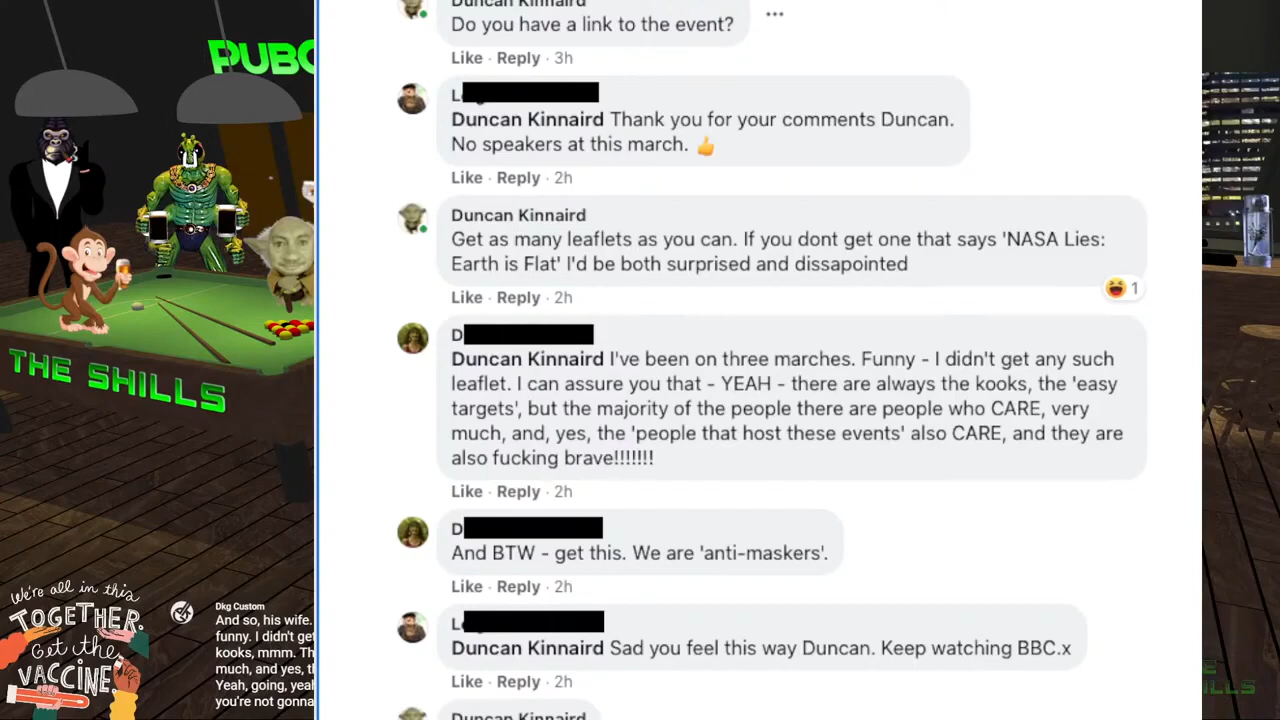 PUBG
THE SHILLS
We're all in this
TOGETHER.
Get the
VACCINE.
Dkg Custom
And so, his wife.
funny. I didn't get
kooks, mmm. Th
much, and yes, t
Yeah, going, yeah
you're not gonna
Duncan Kinnaird
Do you have a link to the event?
Like · Reply · 3h
Duncan Kinnaird Thank you for your comments Duncan.
No speakers at this march. 👍
Like · Reply · 2h
Duncan Kinnaird
Get as many leaflets as you can. If you dont get one that says 'NASA Lies:
Earth is Flat' I'd be both surprised and dissapointed
1
Like · Reply · 2h
D
Duncan Kinnaird I've been on three marches. Funny - I didn't get any such
leaflet. I can assure you that - YEAH - there are always the kooks, the 'easy
targets', but the majority of the people there are people who CARE, very
much, and, yes, the 'people that host these events' also CARE, and they are
also fucking brave!!!!!!!
Like · Reply · 2h
D
And BTW - get this. We are 'anti-maskers'.
Like · Reply · 2h
Duncan Kinnaird Sad you feel this way Duncan. Keep watching BBC.x
Like · Reply · 2h
Duncan Kinnaird